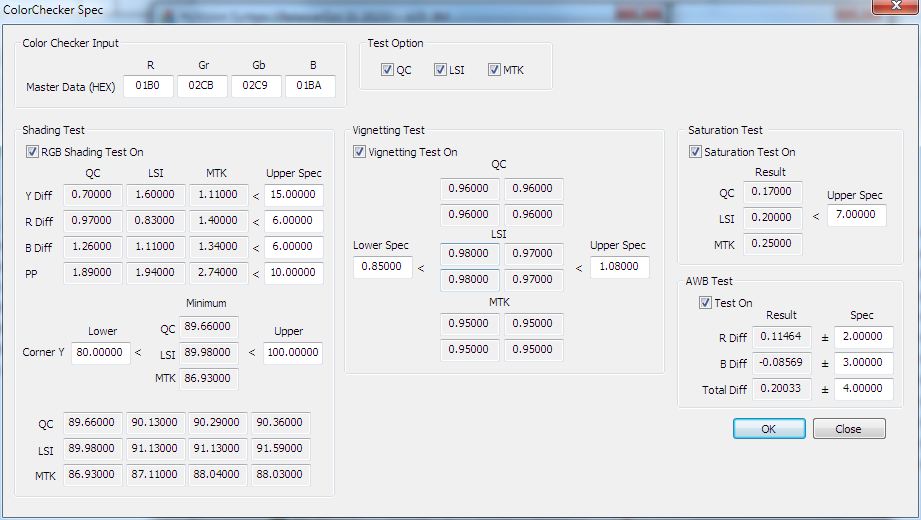 ColorChecker Spec
Color Checker Input
R Gr Gb B
Master Data (HEX) 01B0 02CB 02C9 01BA
Test Option
QC LSI MTK
Shading Test
RGB Shading Test On
QC LSI MTK Upper Spec
Y Diff 0.70000 1.60000 1.11000 < 15.00000
R Diff 0.97000 0.83000 1.40000 < 6.00000
B Diff 1.26000 1.11000 1.34000 < 6.00000
PP 1.89000 1.94000 2.74000 < 10.00000
Minimum
Lower QC 89.66000 Upper
Corner Y 80.00000 < LSI 89.98000 < 100.00000
MTK 86.93000
QC 89.66000 90.13000 90.29000 90.36000
LSI 89.98000 91.13000 91.13000 91.59000
MTK 86.93000 87.11000 88.04000 88.03000
Vignetting Test
Vignetting Test On
QC
0.96000 0.96000
0.96000 0.96000
LSI
Lower Spec 0.98000 0.97000 Upper Spec
0.85000 < 0.98000 0.97000 < 1.08000
MTK
0.95000 0.95000
0.95000 0.95000
Saturation Test
Saturation Test On
Result
QC 0.17000 Upper Spec
LSI 0.20000 < 7.00000
MTK 0.25000
AWB Test
Test On
Result Spec
R Diff 0.11464 ± 2.00000
B Diff -0.08569 ± 3.00000
Total Diff 0.20033 ± 4.00000
OK Close